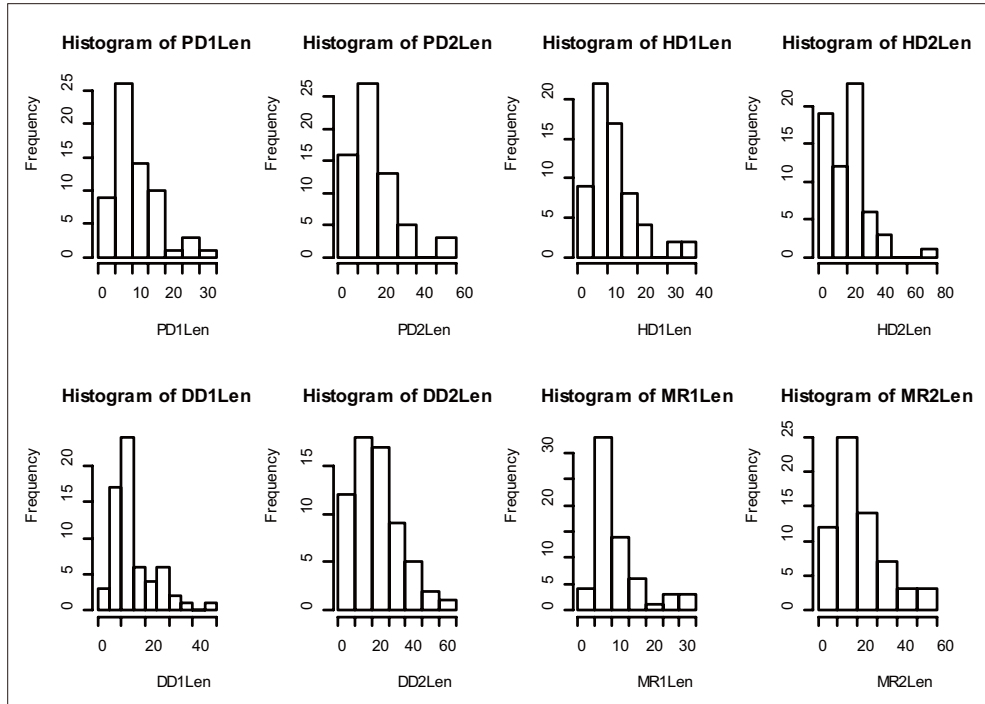 Histogram of PD1Len
Frequency
0 5 10 15 20 25
0 10 20 30
PD1Len
Histogram of PD2Len
Frequency
0 5 10 15 20 25
0 20 40 60
PD2Len
Histogram of HD1Len
Frequency
0 5 10 15 20
0 10 20 30 40
HD1Len
Histogram of HD2Len
Frequency
0 5 10 15 20
0 20 40 60 80
HD2Len
Histogram of DD1Len
Frequency
0 5 10 15 20
0 20 40
DD1Len
Histogram of DD2Len
Frequency
0 5 10 15
0 20 40 60
DD2Len
Histogram of MR1Len
Frequency
0 5 10 20 30
0 10 20 30
MR1Len
Histogram of MR2Len
Frequency
0 5 10 15 20 25
0 20 40 60
MR2Len